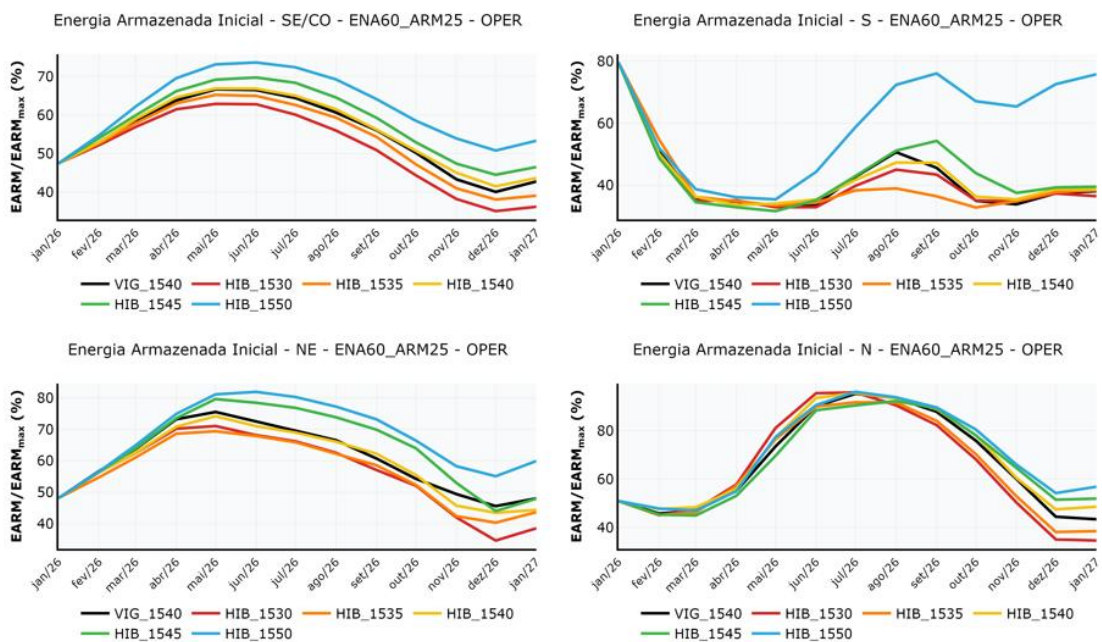 Energia Armazenada Inicial - SE/CO - ENA60_ARM25 - OPER
EARM/EARMmax (%)
70
60
50
40
jan/26
fev/26
mar/26
abr/26
mai/26
jun/26
jul/26
ago/26
set/26
out/26
nov/26
dez/26
jan/27
VIG_1540 HIB_1530 HIB_1535 HIB_1540
HIB_1545 HIB_1550
Energia Armazenada Inicial - S - ENA60_ARM25 - OPER
EARM/EARMmax (%)
80
60
40
jan/26
fev/26
mar/26
abr/26
mai/26
jun/26
jul/26
ago/26
set/26
out/26
nov/26
dez/26
jan/27
VIG_1540 HIB_1530 HIB_1535 HIB_1540
HIB_1545 HIB_1550
Energia Armazenada Inicial - NE - ENA60_ARM25 - OPER
EARM/EARMmax (%)
80
70
60
50
40
jan/26
fev/26
mar/26
abr/26
mai/26
jun/26
jul/26
ago/26
set/26
out/26
nov/26
dez/26
jan/27
VIG_1540 HIB_1530 HIB_1535 HIB_1540
HIB_1545 HIB_1550
Energia Armazenada Inicial - N - ENA60_ARM25 - OPER
EARM/EARMmax (%)
80
60
40
jan/26
fev/26
mar/26
abr/26
mai/26
jun/26
jul/26
ago/26
set/26
out/26
nov/26
dez/26
jan/27
VIG_1540 HIB_1530 HIB_1535 HIB_1540
HIB_1545 HIB_1550